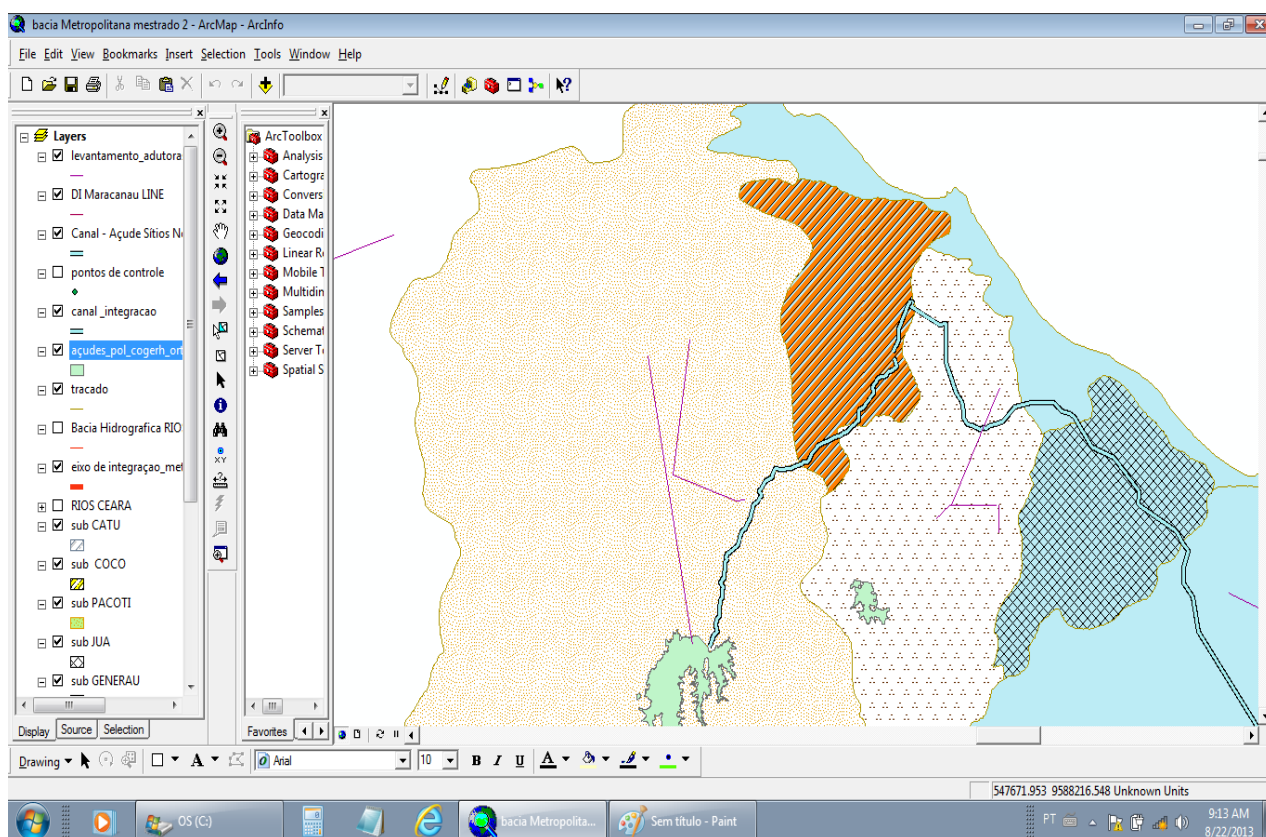 bacia Metropolitana mestrado 2 - ArcMap - ArcInfo
File Edit View Bookmarks Insert Selection Tools Window Help
Layers
levantamento_adutora
DI Maracanau LINE
Canal - Açude Sítios N
pontos de controle
canal _integracao
açudes_pol_cogerh_ort
tracado
Bacia Hidrografica RIO
eixo de integraçao_met
RIOS CEARA
sub CATU
sub COCO
sub PACOTI
sub JUA
sub GENERAU
Display Source Selection
XY
ArcToolbox
Analysis
Cartogra
Convers
Data Ma
Geocodi
Linear R
Mobile T
Multidin
Samples
Schemat
Server T
Spatial S
Favorites
Drawing A Arial 10 B I U A
547671.953 9588216.548 Unknown Units
OS (C:) bacia Metropolita... Sem título - Paint PT 9:13 AM
8/22/2013